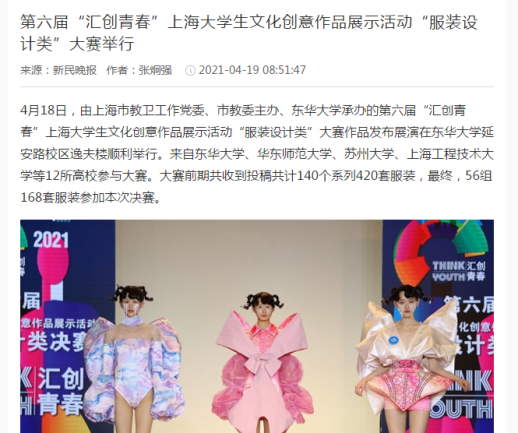 第六届“汇创青春”上海大学生文化创意作品展示活动“服装设
计类”大赛举行
来源：新民晚报 作者：张炯强 2021-04-19 08:51:47
4月18日，由上海市教卫工作党委、市教委主办、东华大学承办的第六届“汇创青
春”上海大学生文化创意作品展示活动“服装设计类”大赛作品发布展演在东华大学延
安路校区逸夫楼顺利举行。来自东华大学、华东师范大学、苏州大学、上海工程技术大
学等12所高校参与大赛。大赛前期共收到投稿共计140个系列420套服装，最终，56组
168套服装参加本次决赛。
2021
届
意作品展示活动
类决赛
汇创
青春
THINK 汇创
YOUTH 青春
第六届
设计
YOUTH